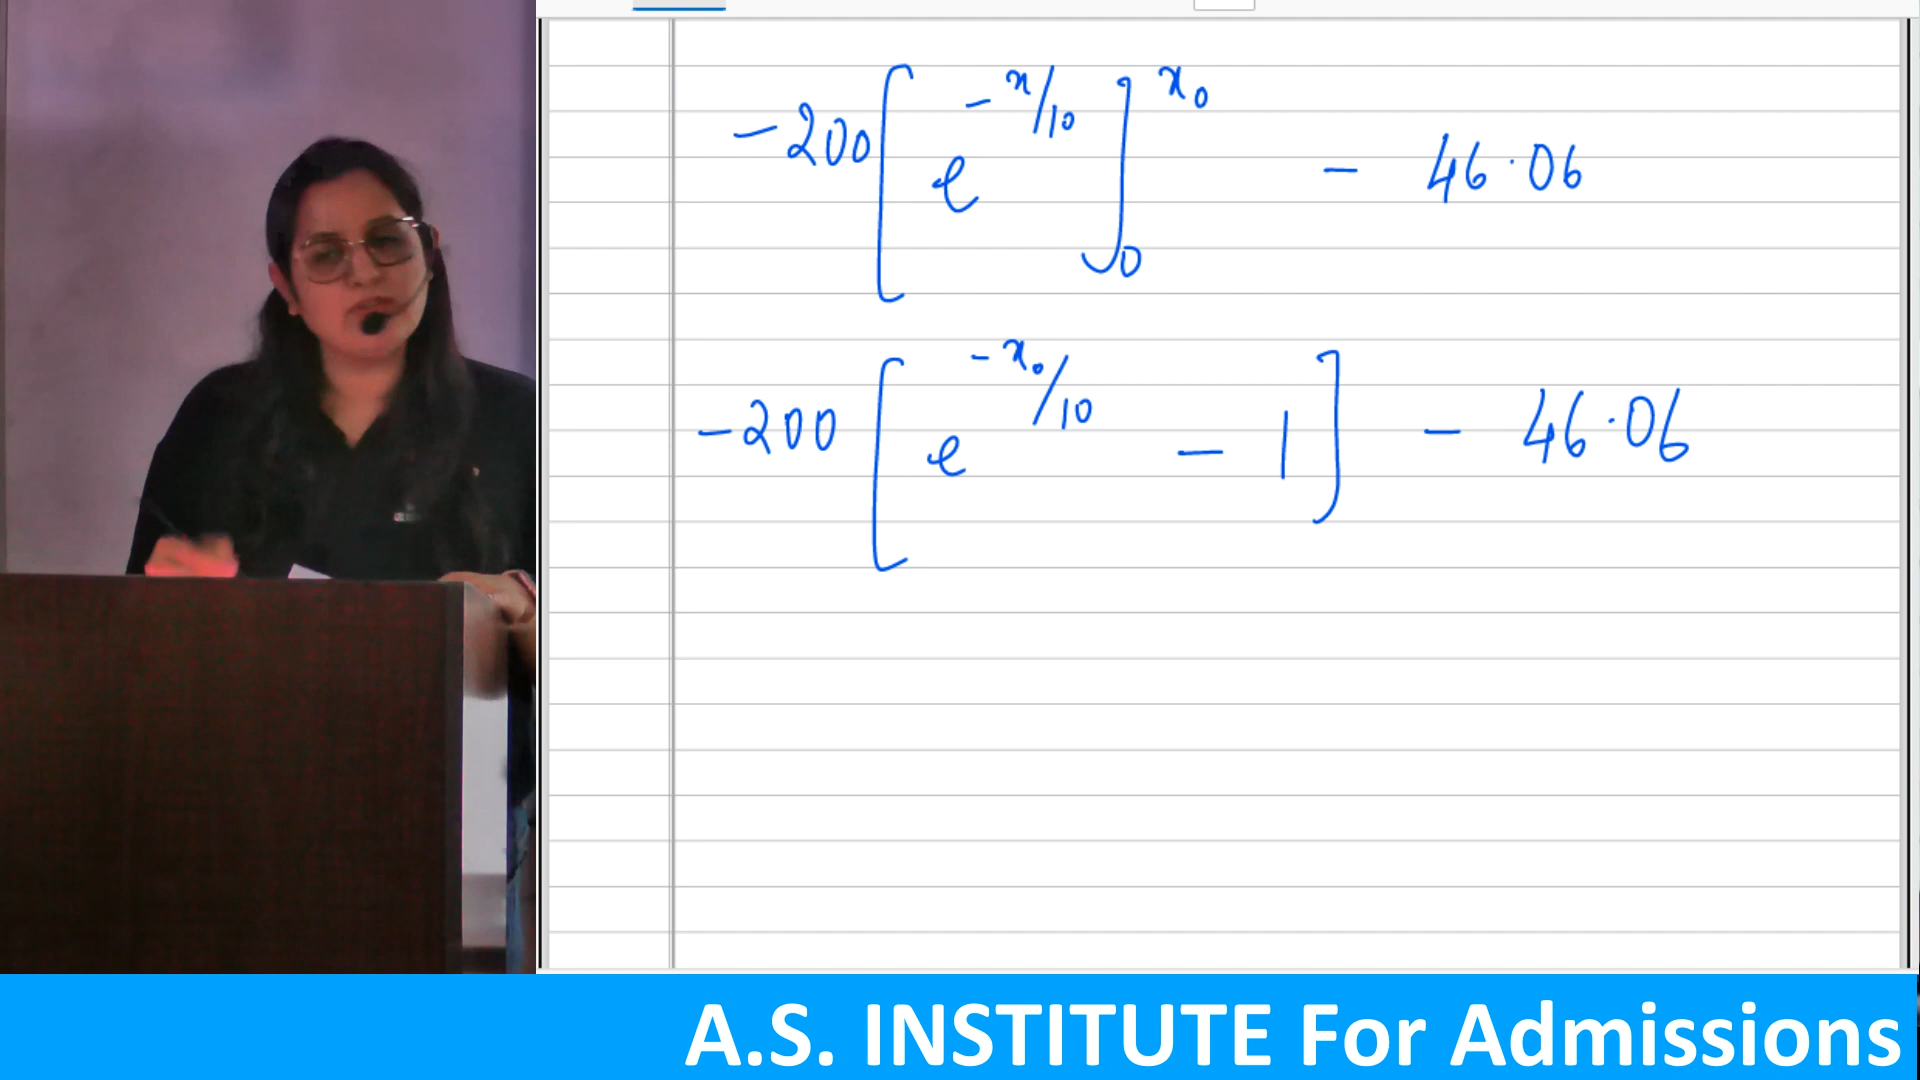 -200 [ e^{-x/10} ]_0^{x_0} - 46.06
-200 [ e^{-x_0/10} - 1 ] - 46.06
A.S. INSTITUTE For Admissions